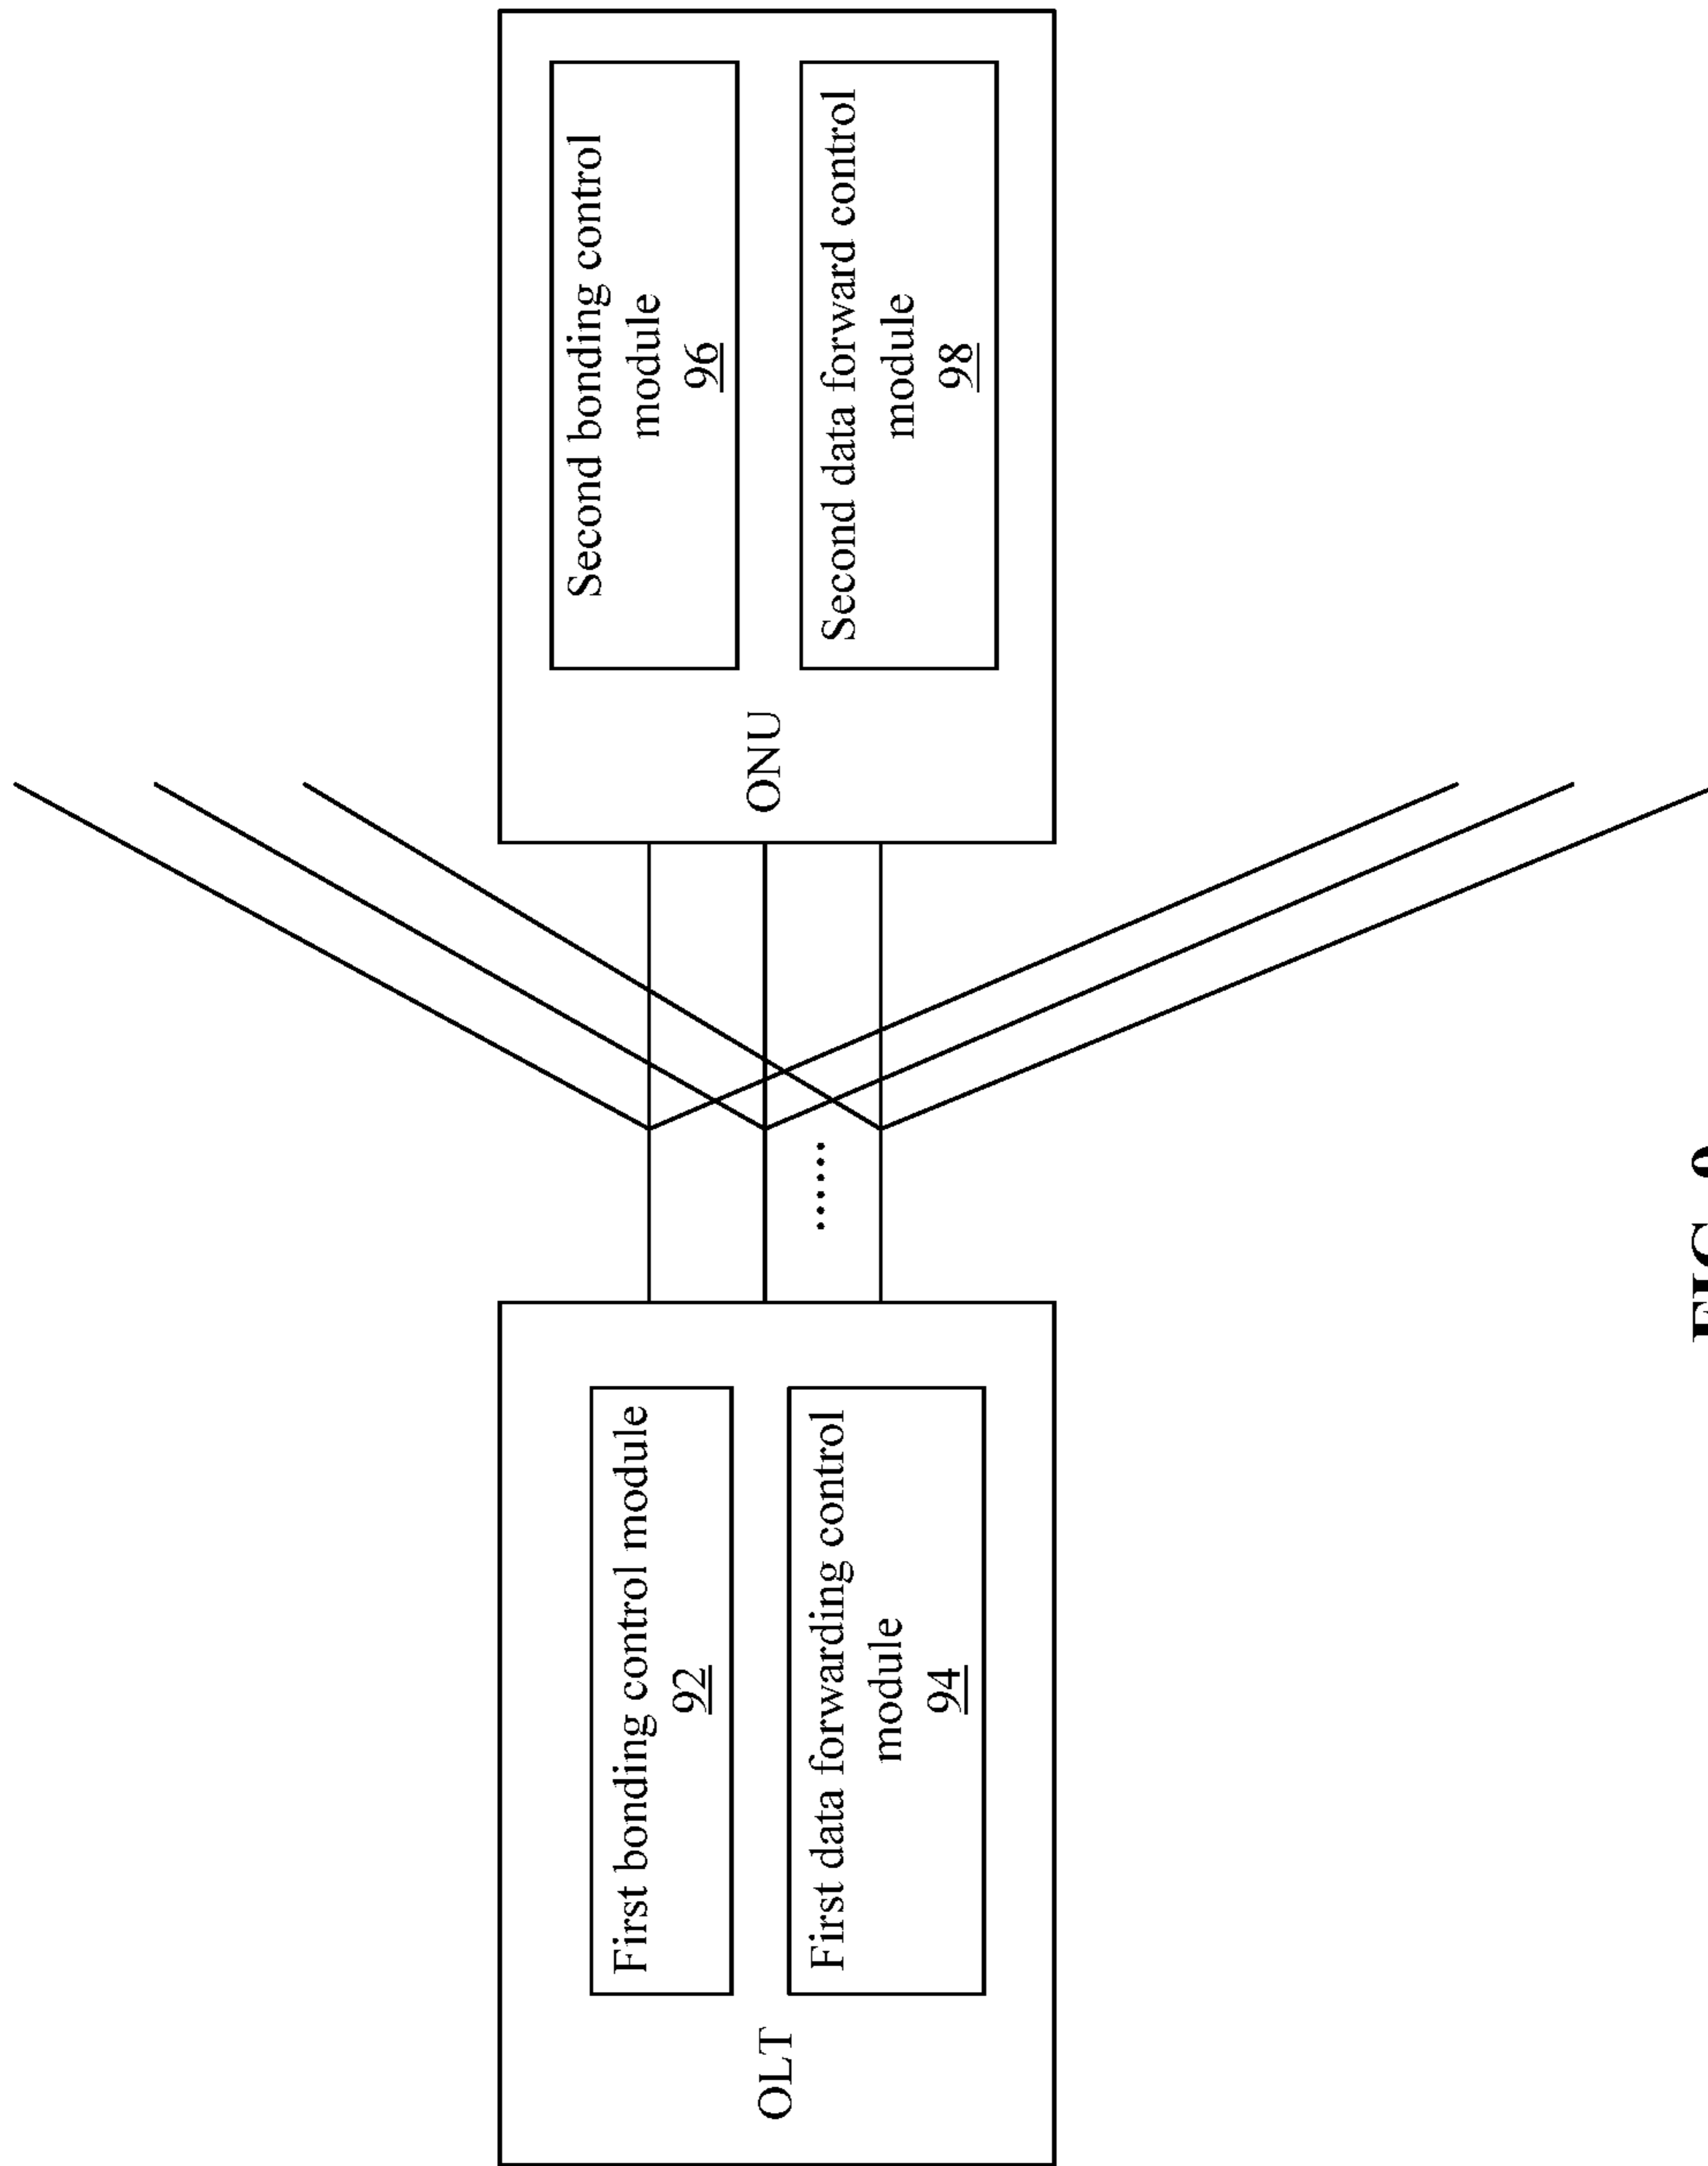 OLT
First bonding control module
92
First data forwarding control
module
94
......
ONU
Second bonding control
module
96
Second data forward control
module
98